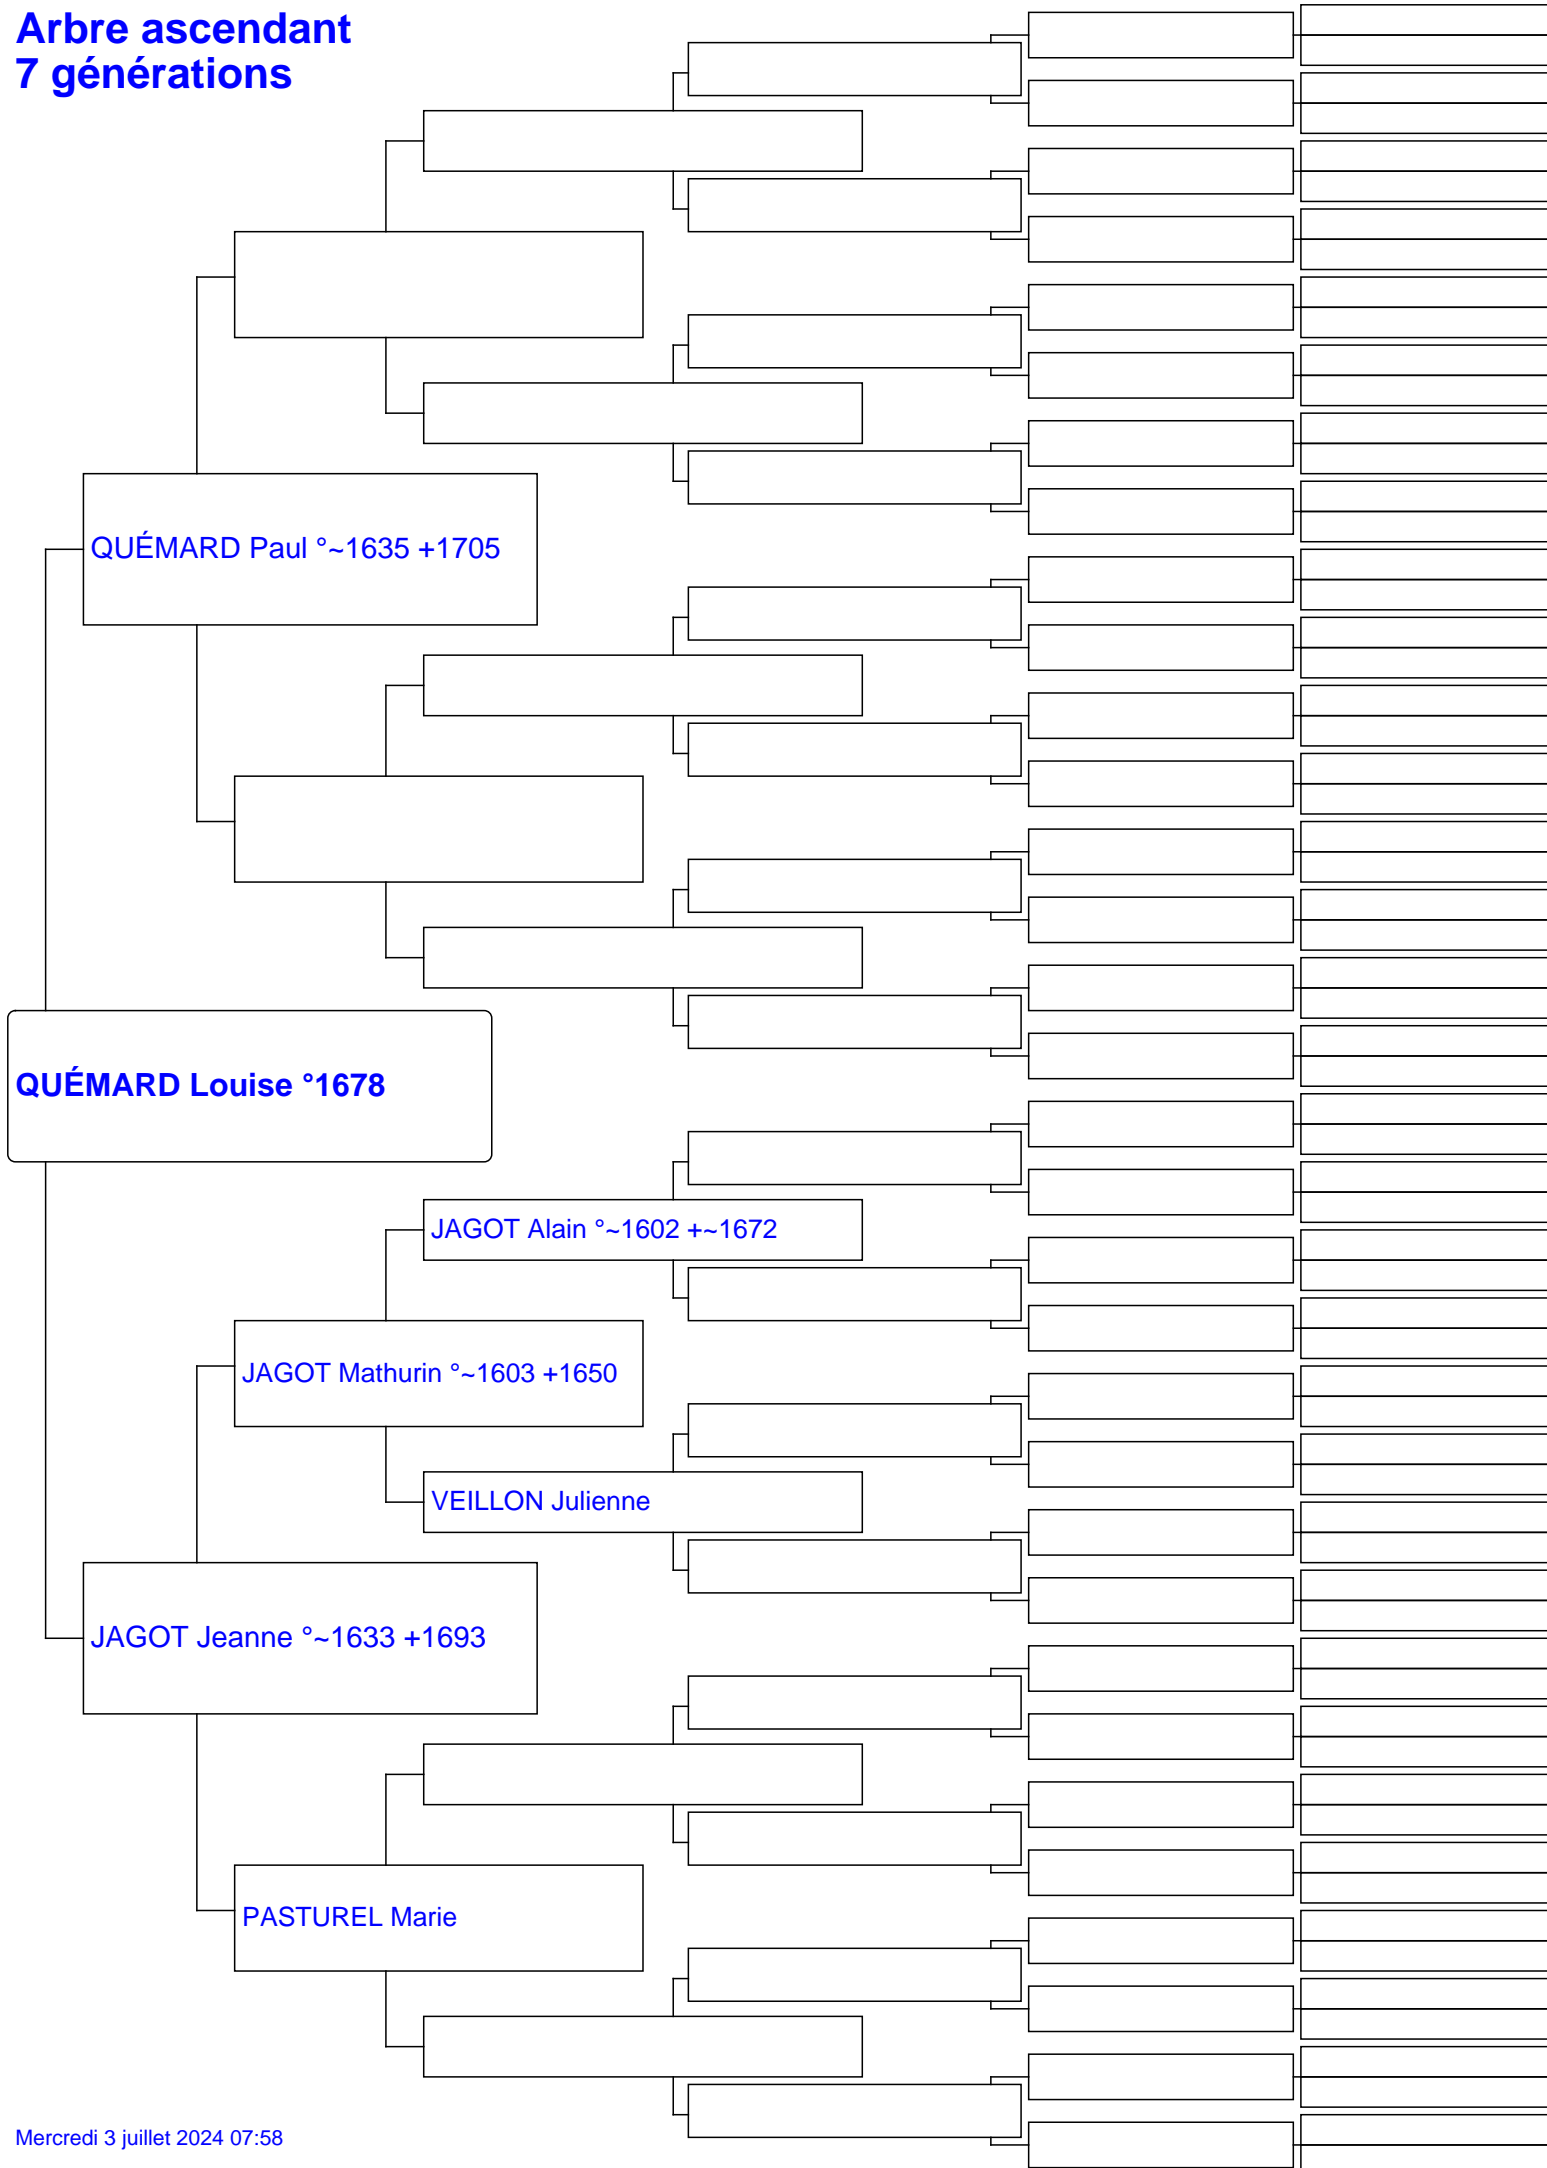 Arbre ascendant
7 générations
QUÉMARD Paul °~1635 +1705
QUÉMARD Louise °1678
JAGOT Alain °~1602 +~1672
JAGOT Mathurin °~1603 +1650
VEILLON Julienne
JAGOT Jeanne °~1633 +1693
PASTUREL Marie
Mercredi 3 juillet 2024 07:58